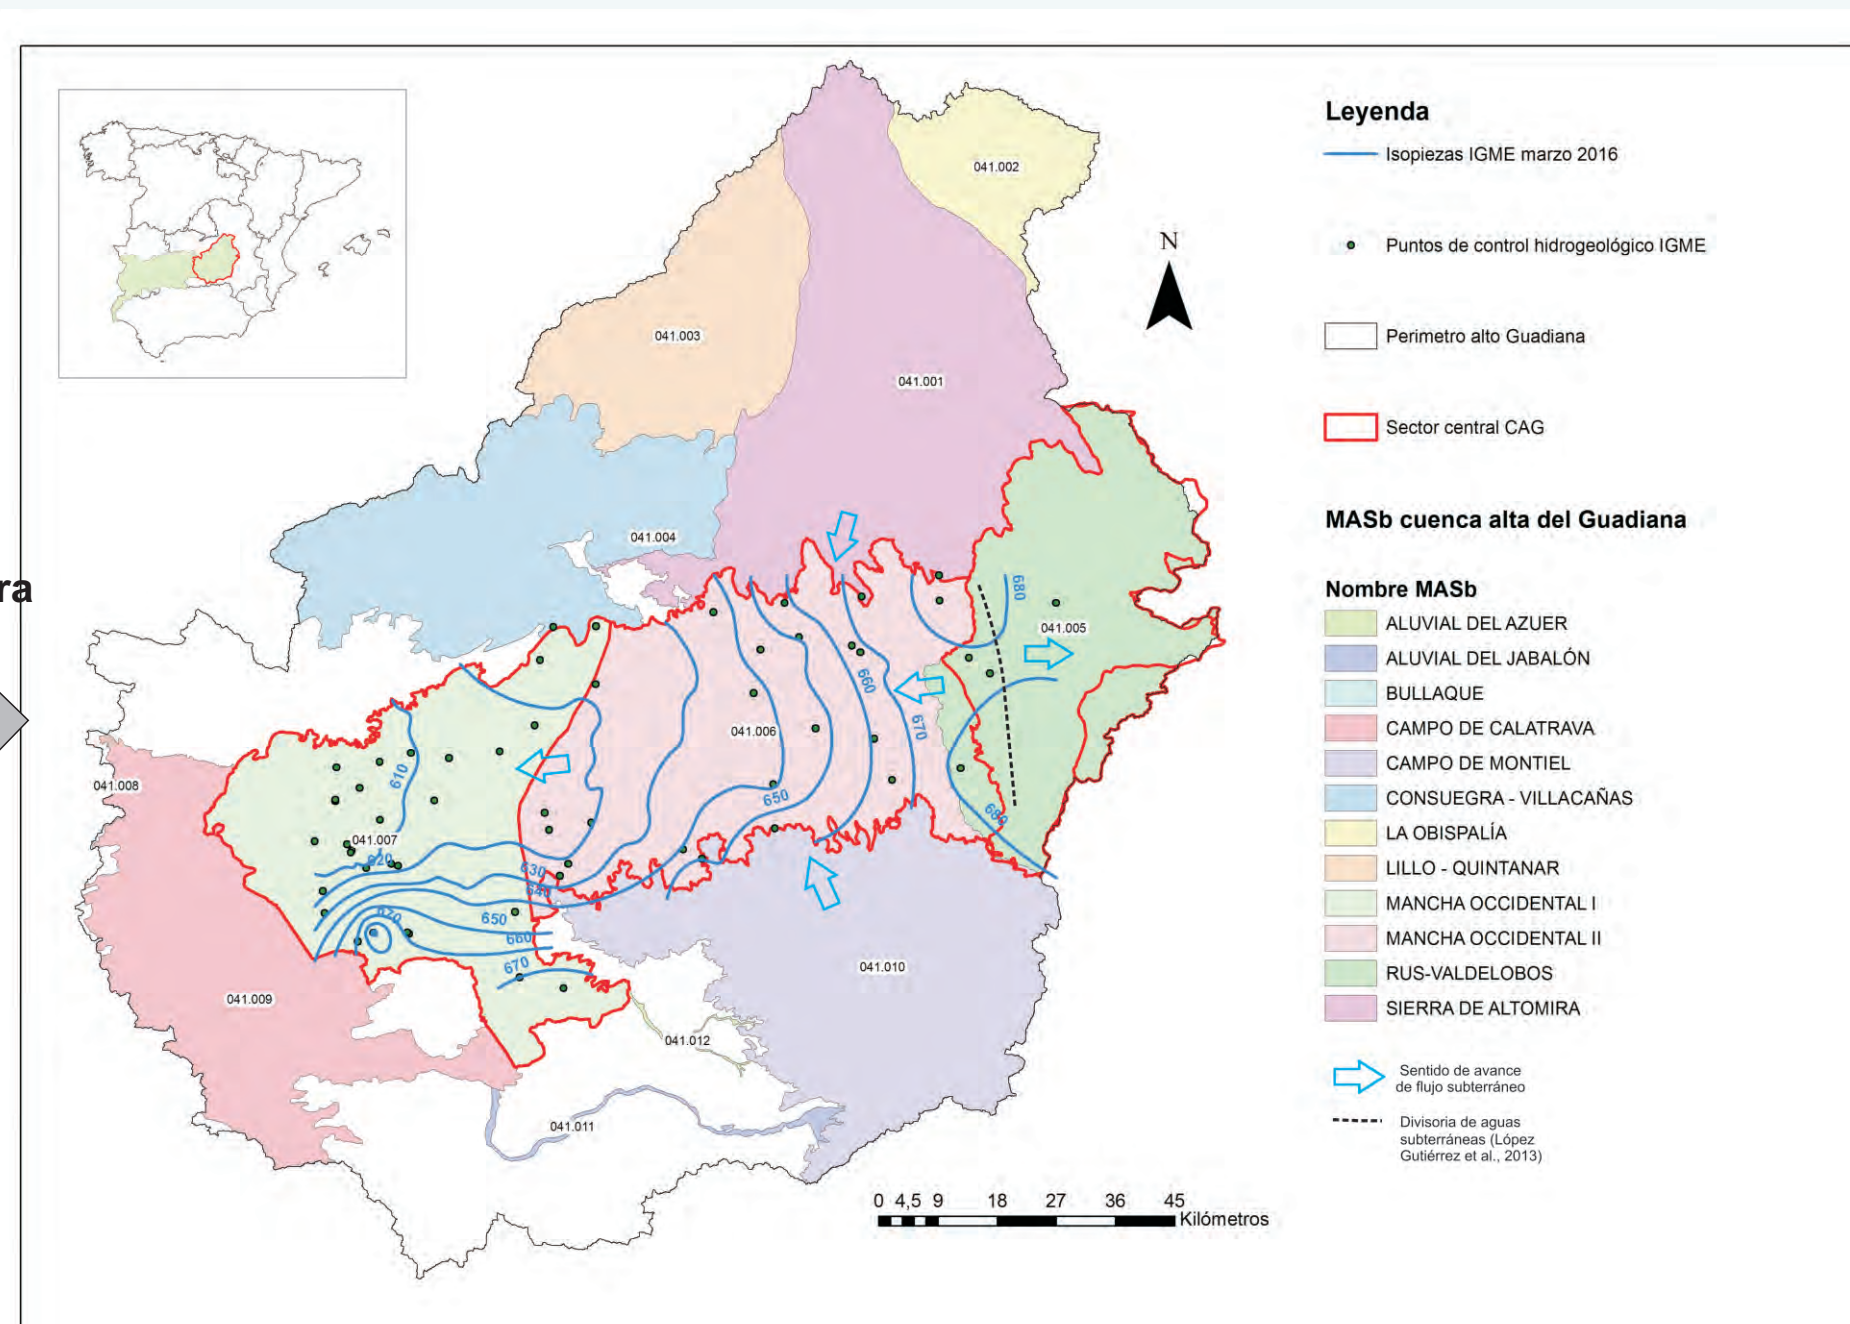 Leyenda
Isopiezas IGME marzo 2016
Puntos de control hidrogeológico IGME
Perimetro alto Guadiana
Sector central CAG
MASb cuenca alta del Guadiana
Nombre MASb
ALUVIAL DEL AZUER
ALUVIAL DEL JABALÓN
BULLAQUE
CAMPO DE CALATRAVA
CAMPO DE MONTIEL
CONSUEGRA - VILLACAÑAS
LA OBISPALÍA
LILLO - QUINTANAR
MANCHA OCCIDENTAL I
MANCHA OCCIDENTAL II
RUS-VALDELOBOS
SIERRA DE ALTOMIRA
Sentido de avance
de flujo subterráneo
Divisoria de aguas
subterráneas (López
Gutiérrez et al., 2013)
N
041.002
041.003
041.001
041.004
ra
680
041.005
660
670
041.006
610
041.008
650
680
041.007
620
630
640
670
650
660
670
041.010
041.009
041.012
041.011
0 4,5 9 18 27 36 45
Kilómetros